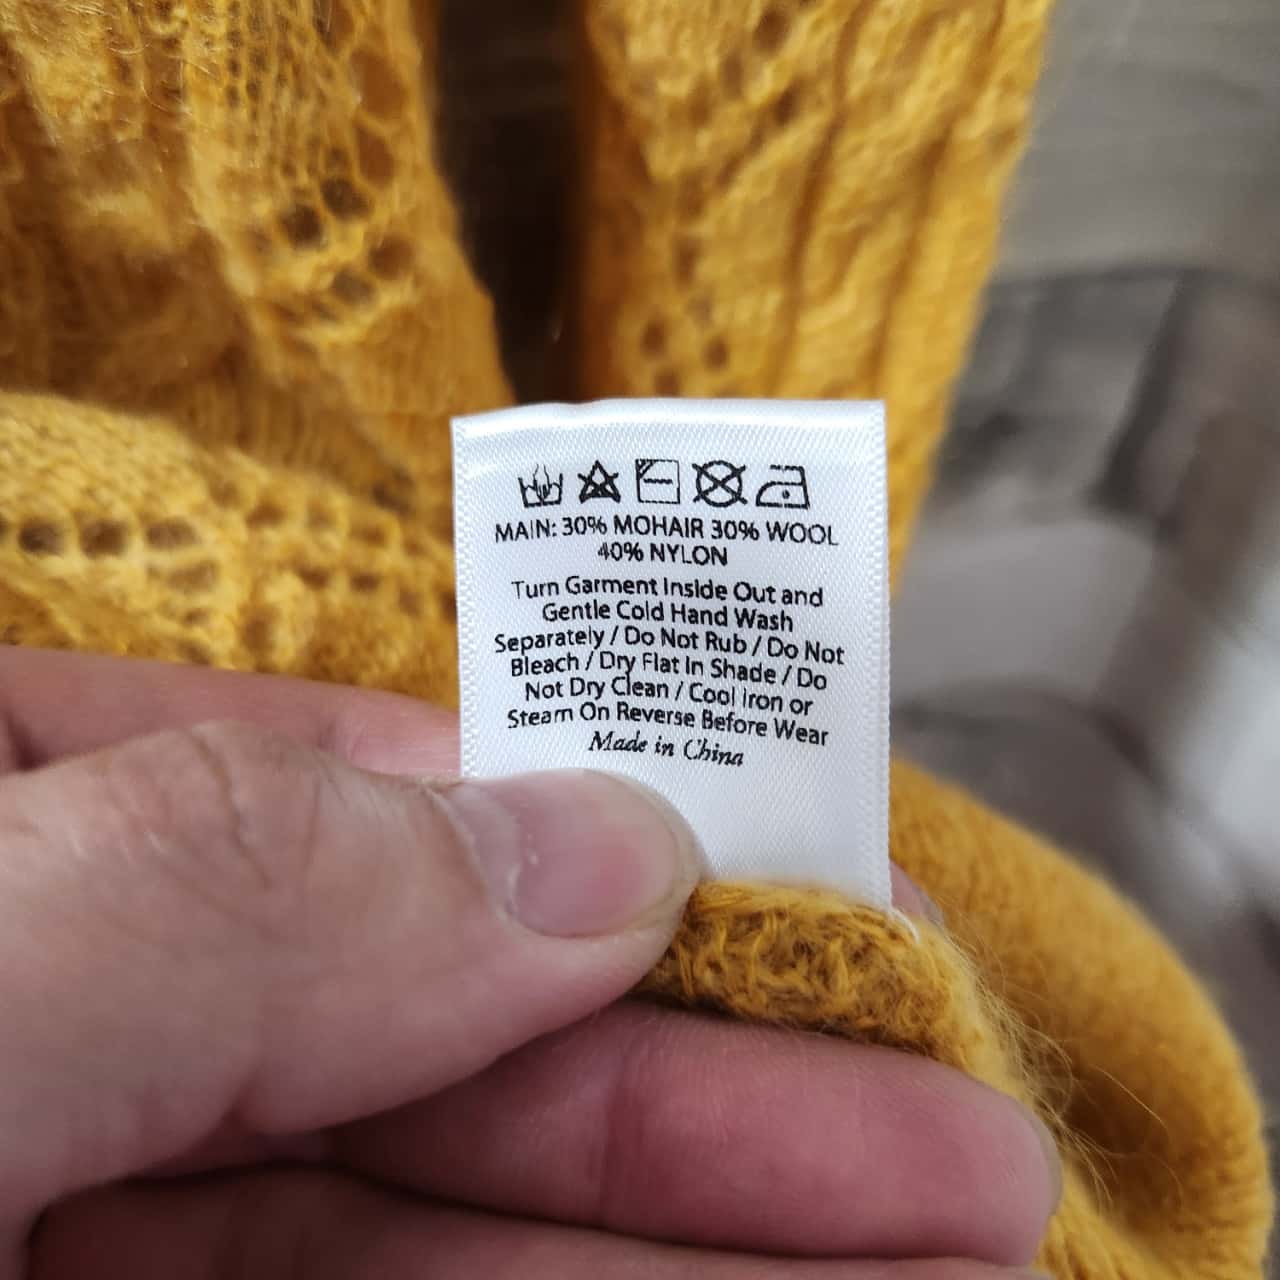 MAIN: 30% MOHAIR 30% WOOL
40% NYLON
Turn Garment Inside Out and
Gentle Cold Hand Wash
Separately / Do Not Rub / Do Not
Bleach / Dry Flat In Shade / Do
Not Dry Clean / Cool Iron or
Steam On Reverse Before Wear
Made in China